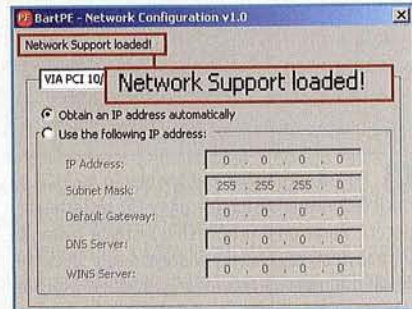 BartPE - Network Configuration v1.0
Network Support loaded!
VIA PCI 10/
Network Support loaded!
Obtain an IP address automatically
Use the following IP address:
IP Address: 0 . 0 . 0 . 0
Subnet Mask: 255 . 255 . 255 . 0
Default Gateway: 0 . 0 . 0 . 0
DNS Server: 0 . 0 . 0 . 0
WINS Server: 0 . 0 . 0 . 0